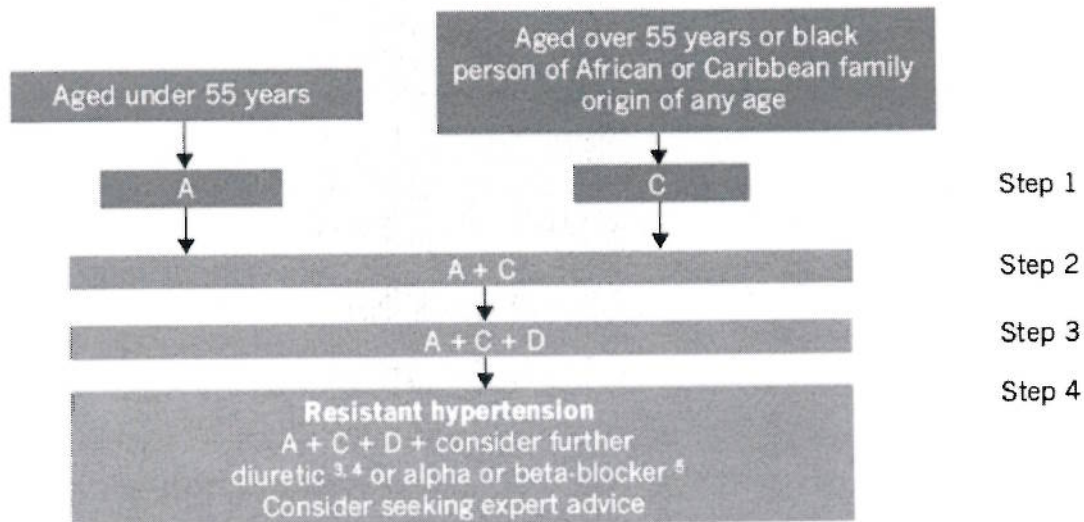 Aged under 55 years
Aged over 55 years or black
person of African or Caribbean family
origin of any age
A
C
Step 1
A + C
Step 2
A + C + D
Step 3
Step 4
Resistant hypertension
A + C + D + consider further
diuretic ³, ⁴ or alpha or beta-blocker ⁵
Consider seeking expert advice